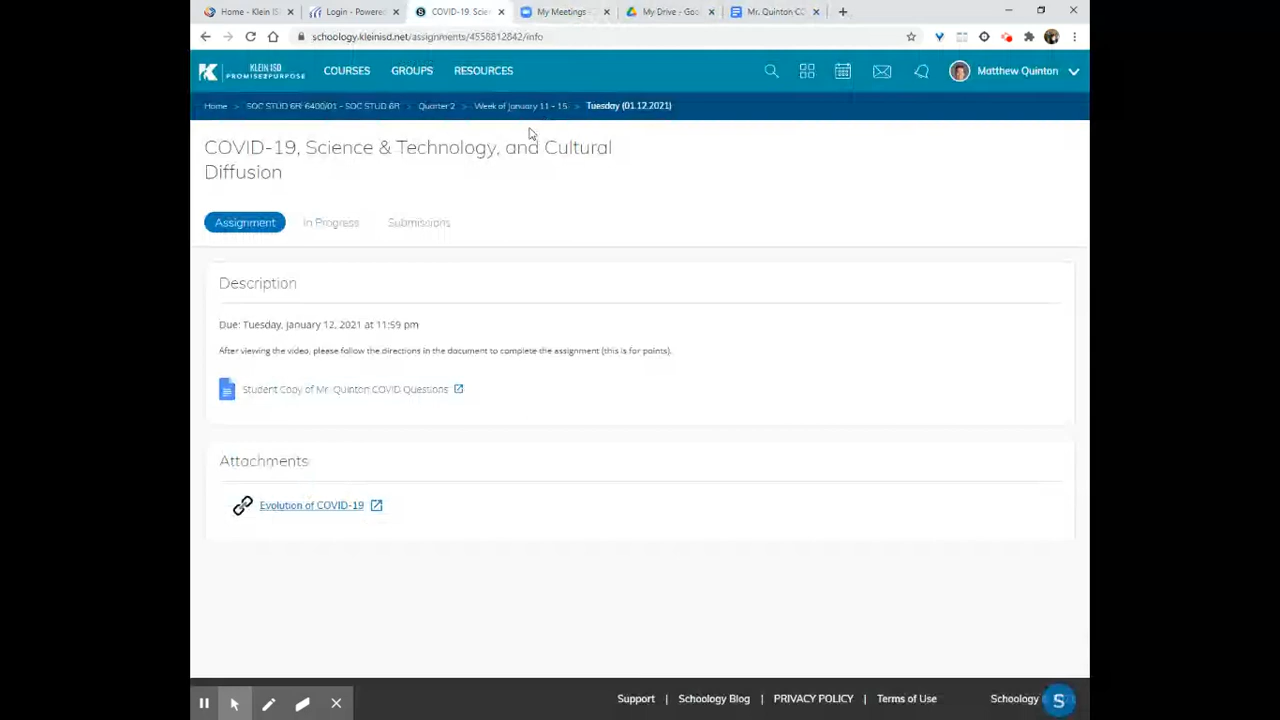 Home - Klein IS
Login - Powere
COVID-19, Scie
My Meetings
My Drive - Goo
Mr. Quinton CO
schoology.kleinisd.net/assignments/4558812842/info
K KLEIN ISD
PROMISE2PURPOSE
COURSES
GROUPS
RESOURCES
Matthew Quinton
Home > SOC STUD 6R: 6400/01 - SOC STUD 6R > Quarter 2 > Week of January 11 - 15 > Tuesday (01.12.2021)
COVID-19, Science & Technology, and Cultural
Diffusion
Assignment
In Progress
Submissions
Description
Due: Tuesday, January 12, 2021 at 11:59 pm
After viewing the video, please follow the directions in the document to complete the assignment (this is for points).
Student Copy of Mr. Quinton COVID Questions
Attachments
Evolution of COVID-19
Support | Schoology Blog | PRIVACY POLICY | Terms of Use
Schoology
S